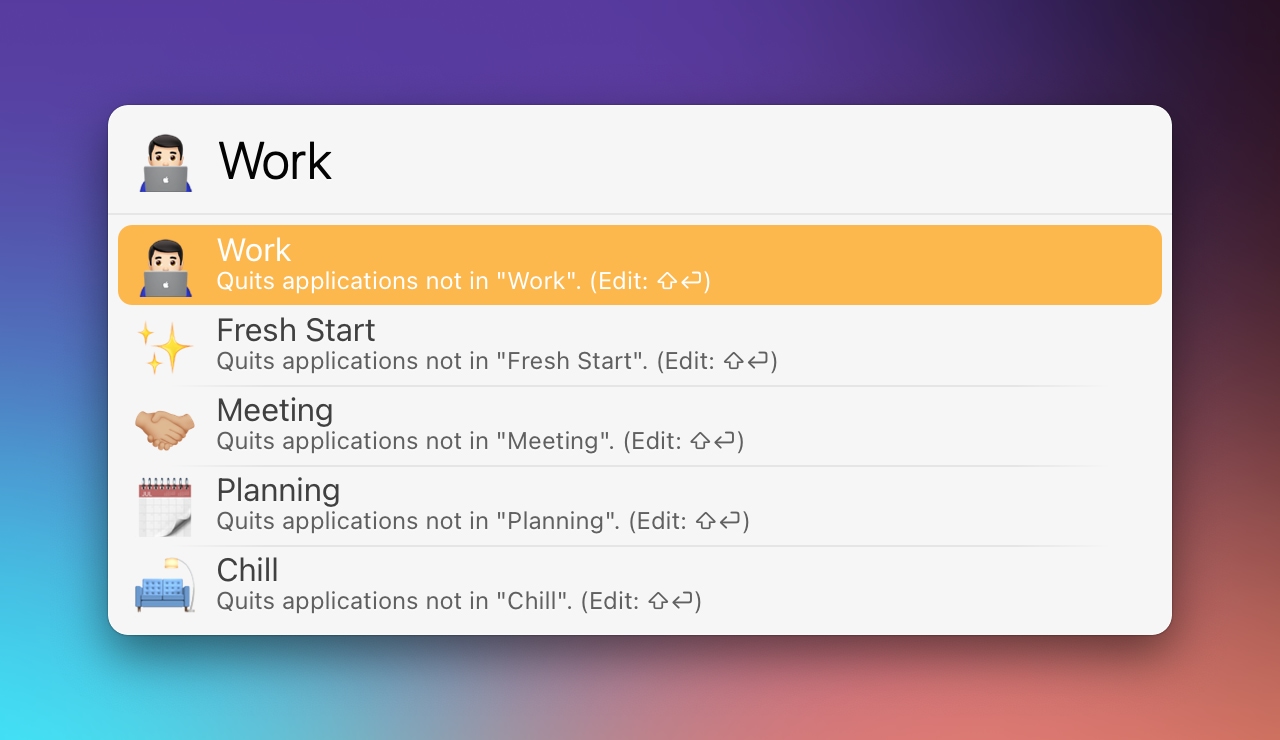 Work
Work
Quits applications not in "Work". (Edit: ⇧⏎)
Fresh Start
Quits applications not in "Fresh Start". (Edit: ⇧⏎)
Meeting
Quits applications not in "Meeting". (Edit: ⇧⏎)
JUL
Planning
Quits applications not in "Planning". (Edit: ⇧⏎)
Chill
Quits applications not in "Chill". (Edit: ⇧⏎)